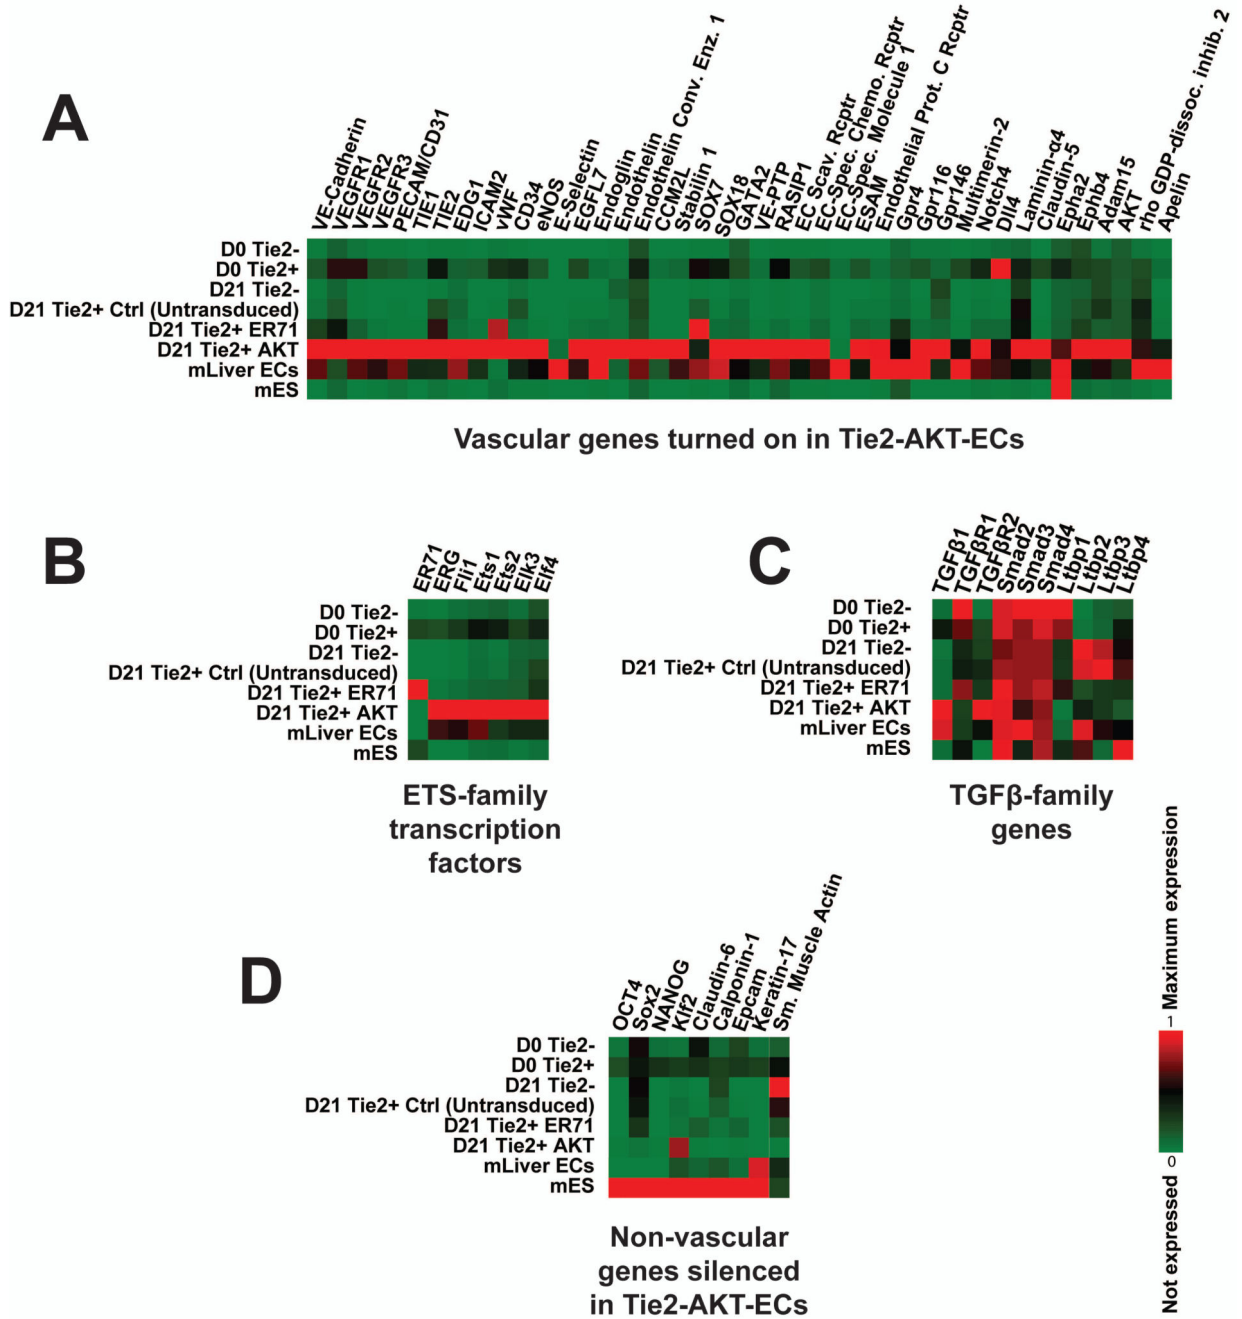 A
VE-Cadherin
VEGFR1
VEGFR2
VEGFR3
PECAM/CD31
TIE1
TIE2
EDG1
ICAM2
vWF
CD34
eNOS
E-Selectin
EGFL7
Endoglin
Endothelin
Endothelin Conv. Enz. 1
CCM2L
Stabilin 1
SOX7
SOX18
GATA2
VE-PTP
RASIP1
EC Scav. Rcptr
EC-Spec. Chemo. Rcptr
EC-Spec. Molecule 1
ESAM
Endothelial Prot. C Rcptr
Gpr4
Gpr116
Gpr146
Multimerin-2
Notch4
Dll4
Laminin-α4
Claudin-5
Epha2
Ephb4
Adam15
AKT
rho GDP-dissoc. inhib. 2
Apelin
D0 Tie2-
D0 Tie2+
D21 Tie2-
D21 Tie2+ Ctrl (Untransduced)
D21 Tie2+ ER71
D21 Tie2+ AKT
mLiver ECs
mES
Vascular genes turned on in Tie2-AKT-ECs
B
ER71
ERG
Fli1
Ets1
Ets2
Elk3
Elf4
D0 Tie2-
D0 Tie2+
D21 Tie2-
D21 Tie2+ Ctrl (Untransduced)
D21 Tie2+ ER71
D21 Tie2+ AKT
mLiver ECs
mES
ETS-family
transcription
factors
C
TGFβ1
TGFβR1
TGFβR2
Smad2
Smad3
Smad4
Ltbp1
Ltbp2
Ltbp3
Ltbp4
D0 Tie2-
D0 Tie2+
D21 Tie2-
D21 Tie2+ Ctrl (Untransduced)
D21 Tie2+ ER71
D21 Tie2+ AKT
mLiver ECs
mES
TGFβ-family
genes
D
OCT4
Sox2
NANOG
Klf2
Claudin-6
Calponin-1
Epcam
Keratin-17
Sm. Muscle Actin
D0 Tie2-
D0 Tie2+
D21 Tie2-
D21 Tie2+ Ctrl (Untransduced)
D21 Tie2+ ER71
D21 Tie2+ AKT
mLiver ECs
mES
Non-vascular
genes silenced
in Tie2-AKT-ECs
Maximum expression
1
0
Not expressed